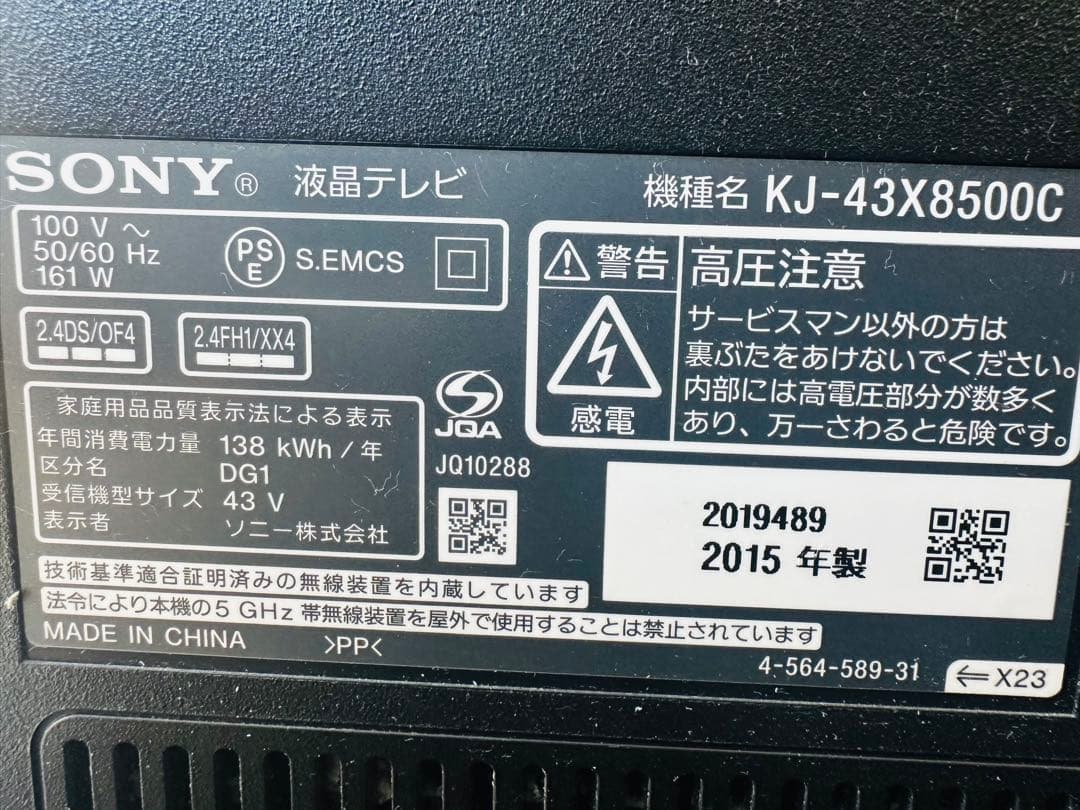 SONY® 液晶テレビ
機種名 KJ-43X8500C
100 V ～
50/60 Hz
161 W
PS
E
S.EMCS
2.4DS/OF4
2.4FH1/XX4
警告
感電
高圧注意
サービスマン以外の方は
裏ぶたをあけないでください。
内部には高電圧部分が数多く
あり、万一さわると危険です。
家庭用品品質表示法による表示
年間消費電力量 138 kWh / 年
区分名 DG1
受信機型サイズ 43 V
表示者 ソニー株式会社
JQA
JQ10288
2019489
2015 年製
技術基準適合証明済みの無線装置を内蔵しています
法令により本機の5 GHz 帯無線装置を屋外で使用することは禁止されています
MADE IN CHINA >PP<
4-564-589-31 ⇐X23